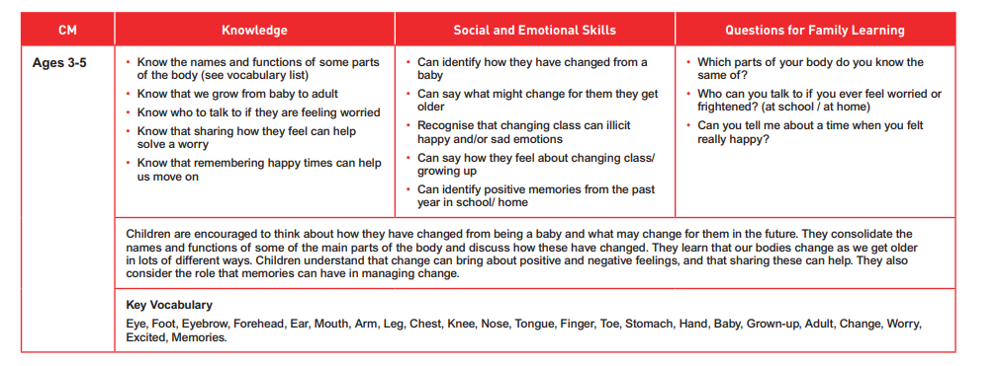 CM
Knowledge
Social and Emotional Skills
Questions for Family Learning
Ages 3-5
• Know the names and functions of some parts
of the body (see vocabulary list)
• Know that we grow from baby to adult
• Know who to talk to if they are feeling worried
• Know that sharing how they feel can help
solve a worry
• Know that remembering happy times can help
us move on
• Can identify how they have changed from a
baby
• Can say what might change for them they get
older
• Recognise that changing class can illicit
happy and/or sad emotions
• Can say how they feel about changing class/
growing up
• Can identify positive memories from the past
year in school/ home
• Which parts of your body do you know the
same of?
• Who can you talk to if you ever feel worried or
frightened? (at school / at home)
• Can you tell me about a time when you felt
really happy?
Children are encouraged to think about how they have changed from being a baby and what may change for them in the future. They consolidate the
names and functions of some of the main parts of the body and discuss how these have changed. They learn that our bodies change as we get older
in lots of different ways. Children understand that change can bring about positive and negative feelings, and that sharing these can help. They also
consider the role that memories can have in managing change.
Key Vocabulary
Eye, Foot, Eyebrow, Forehead, Ear, Mouth, Arm, Leg, Chest, Knee, Nose, Tongue, Finger, Toe, Stomach, Hand, Baby, Grown-up, Adult, Change, Worry,
Excited, Memories.